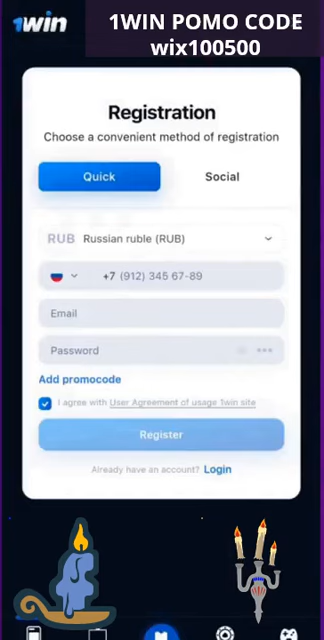 1win
1WIN POMO CODE
wix100500
Registration
Choose a convenient method of registration
Quick
Social
RUB Russian ruble (RUB)
+7 (912) 345 67-89
Email
Password
Add promocode
I agree with User Agreement of usage 1win site
Register
Already have an account? Login